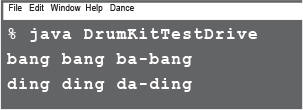 File Edit Window Help Dance
% java DrumKitTestDrive
bang bang ba-bang
ding ding da-ding